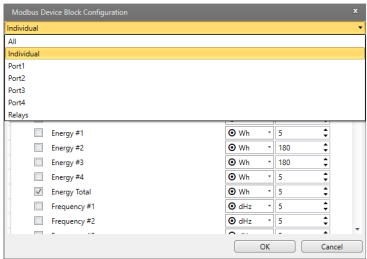 Modbus Device Block Configuration x
Individual
All
Individual
Port1
Port2
Port3
Port4
Relays
Energy #1 Wh 5
Energy #2 Wh 180
Energy #3 Wh 180
Energy #4 Wh 5
Energy Total Wh 5
Frequency #1 dHz 5
Frequency #2 dHz 5
OK Cancel